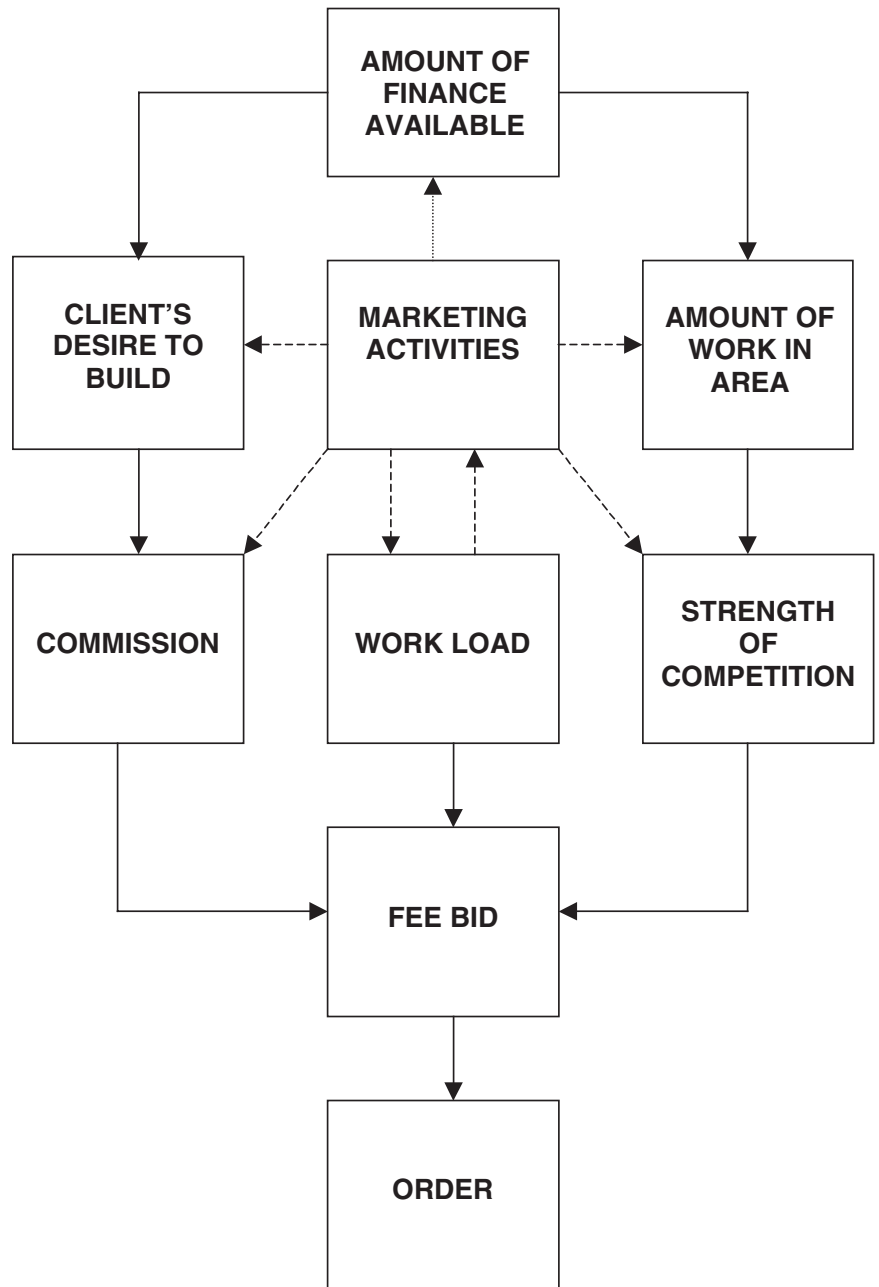 AMOUNT OF
FINANCE
AVAILABLE
CLIENT’S
DESIRE TO
BUILD
MARKETING
ACTIVITIES
AMOUNT OF
WORK IN
AREA
COMMISSION
WORK LOAD
STRENGTH
OF
COMPETITION
FEE BID
ORDER